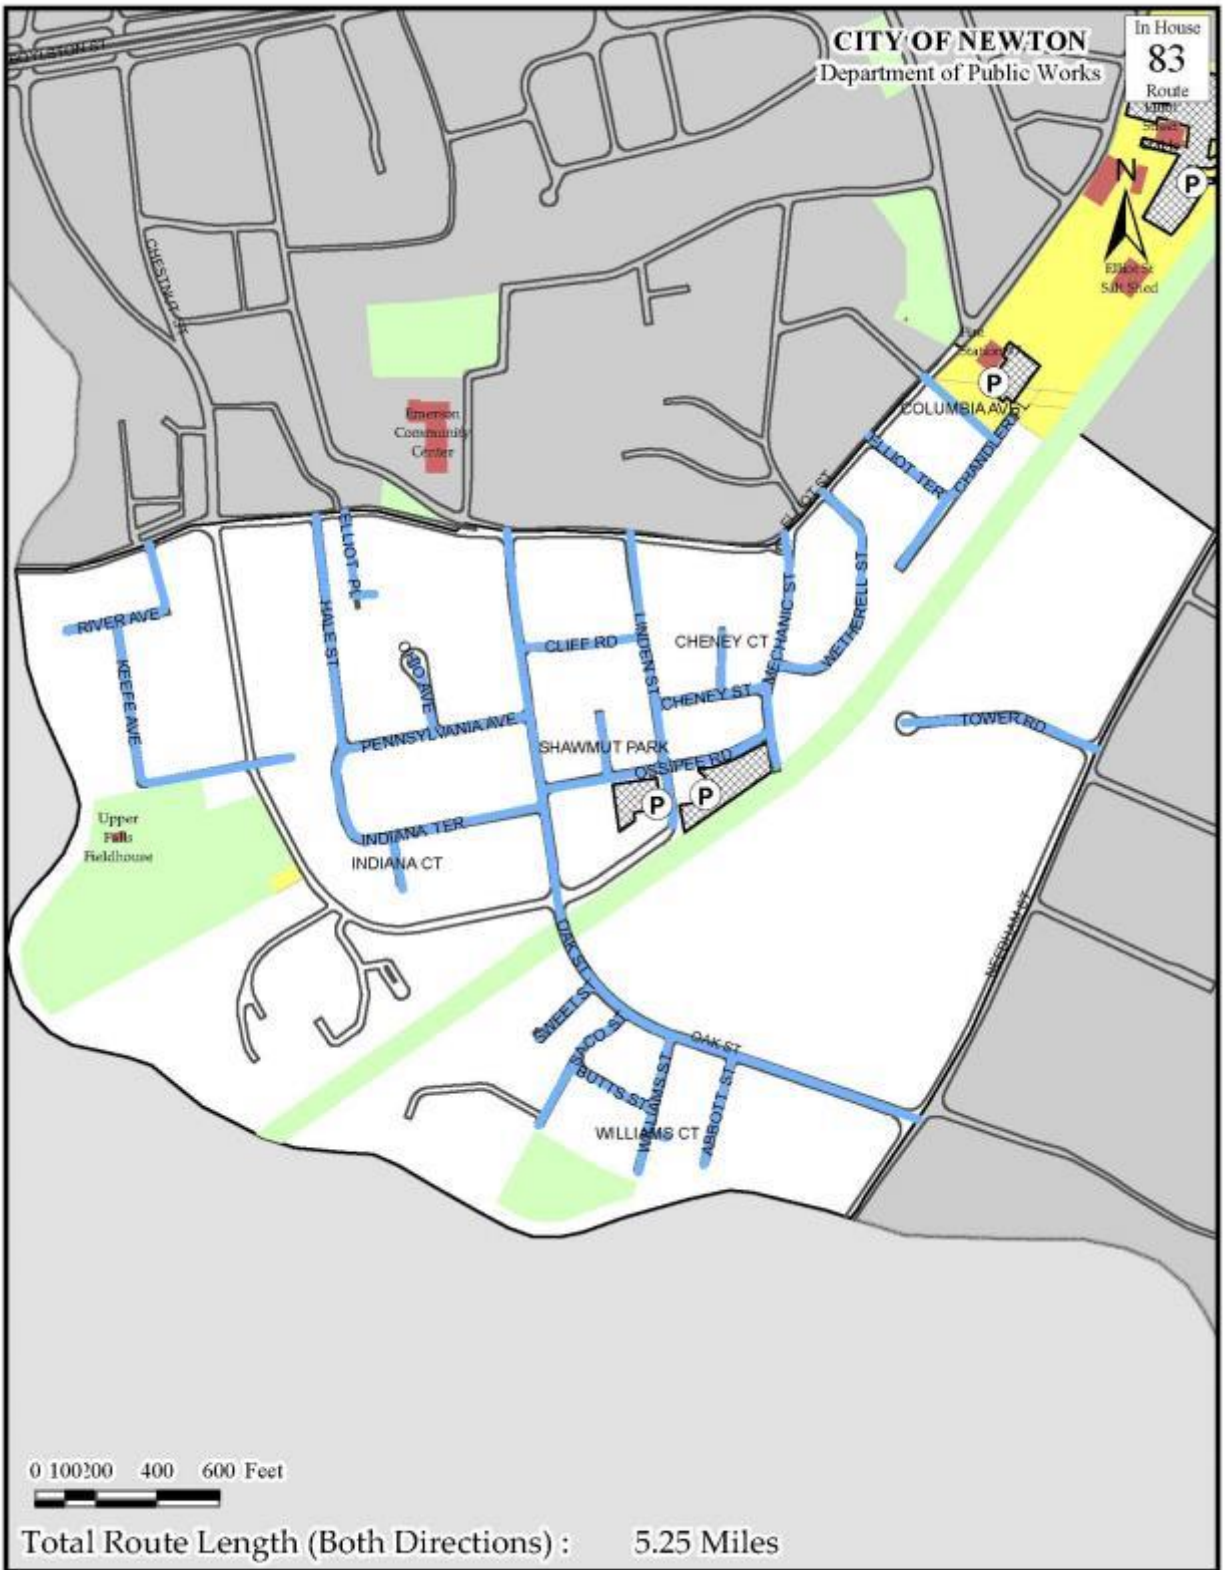 CITY OF NEWTON
Department of Public Works
In House
83
Route
N
P
Elliot St
Salt Shed
CHESTNUT ST
Station
P
COLUMBIA AVE
CHANDLER PL
ELLIOT TER
Emerson
Community
Center
ELLIOT ST
ELLIOT PL
RIVER AVE
KEEFE AVE
HALE ST
OHIO AVE
PENNSYLVANIA AVE
CLIFF RD
LINDEN ST
CHENEY CT
CHENEY ST
MECHANIC ST
WETHERELL ST
TOWER RD
SHAWMUT PARK
OSSIPEE RD
P
P
Upper
Falls
Fieldhouse
INDIANA TER
INDIANA CT
NEEDHAM ST
OAK ST
SWEET ST
SACO ST
OAK ST
BUTTS ST
WILLIAMS ST
ABBOTT ST
WILLIAMS CT
0 100200 400 600 Feet
Total Route Length (Both Directions) : 5.25 Miles